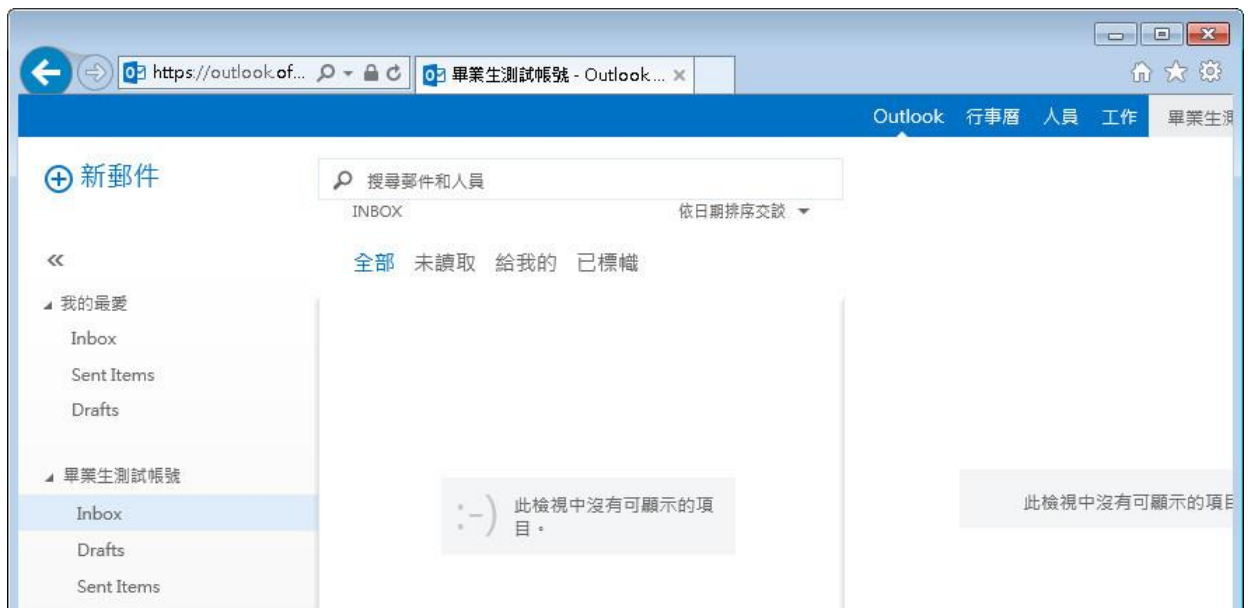 https://outlook.of...
畢業生測試帳號 - Outlook ...
Outlook 行事曆 人員 工作 畢業生測
新郵件
搜尋郵件和人員
INBOX 依日期排序交談
全部 未讀取 給我的 已標幟
我的最愛
Inbox
Sent Items
Drafts
畢業生測試帳號
Inbox
Drafts
Sent Items
:-) 此檢視中沒有可顯示的項
目。
此檢視中沒有可顯示的項目